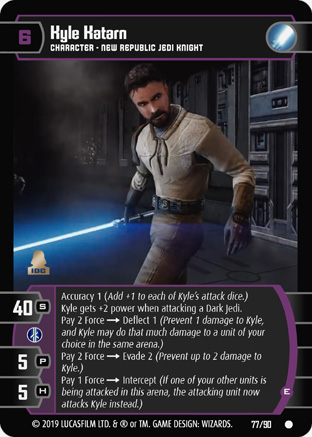 6
Kyle Katarn
CHARACTER - NEW REPUBLIC JEDI KNIGHT
IDC
40 S
5 P
5 H
Accuracy 1 (Add +1 to each of Kyle's attack dice.)
Kyle gets +2 power when attacking a Dark Jedi.
Pay 2 Force → Deflect 1 (Prevent 1 damage to Kyle,
and Kyle may do that much damage to a unit of your
choice in the same arena.)
Pay 2 Force → Evade 2 (Prevent up to 2 damage to
Kyle.)
Pay 1 Force → Intercept (If one of your other units is
being attacked in this arena, the attacking unit now
attacks Kyle instead.)
E
© 2019 LUCASFILM LTD. & ® or TM. GAME DESIGN: WIZARDS.
77/90